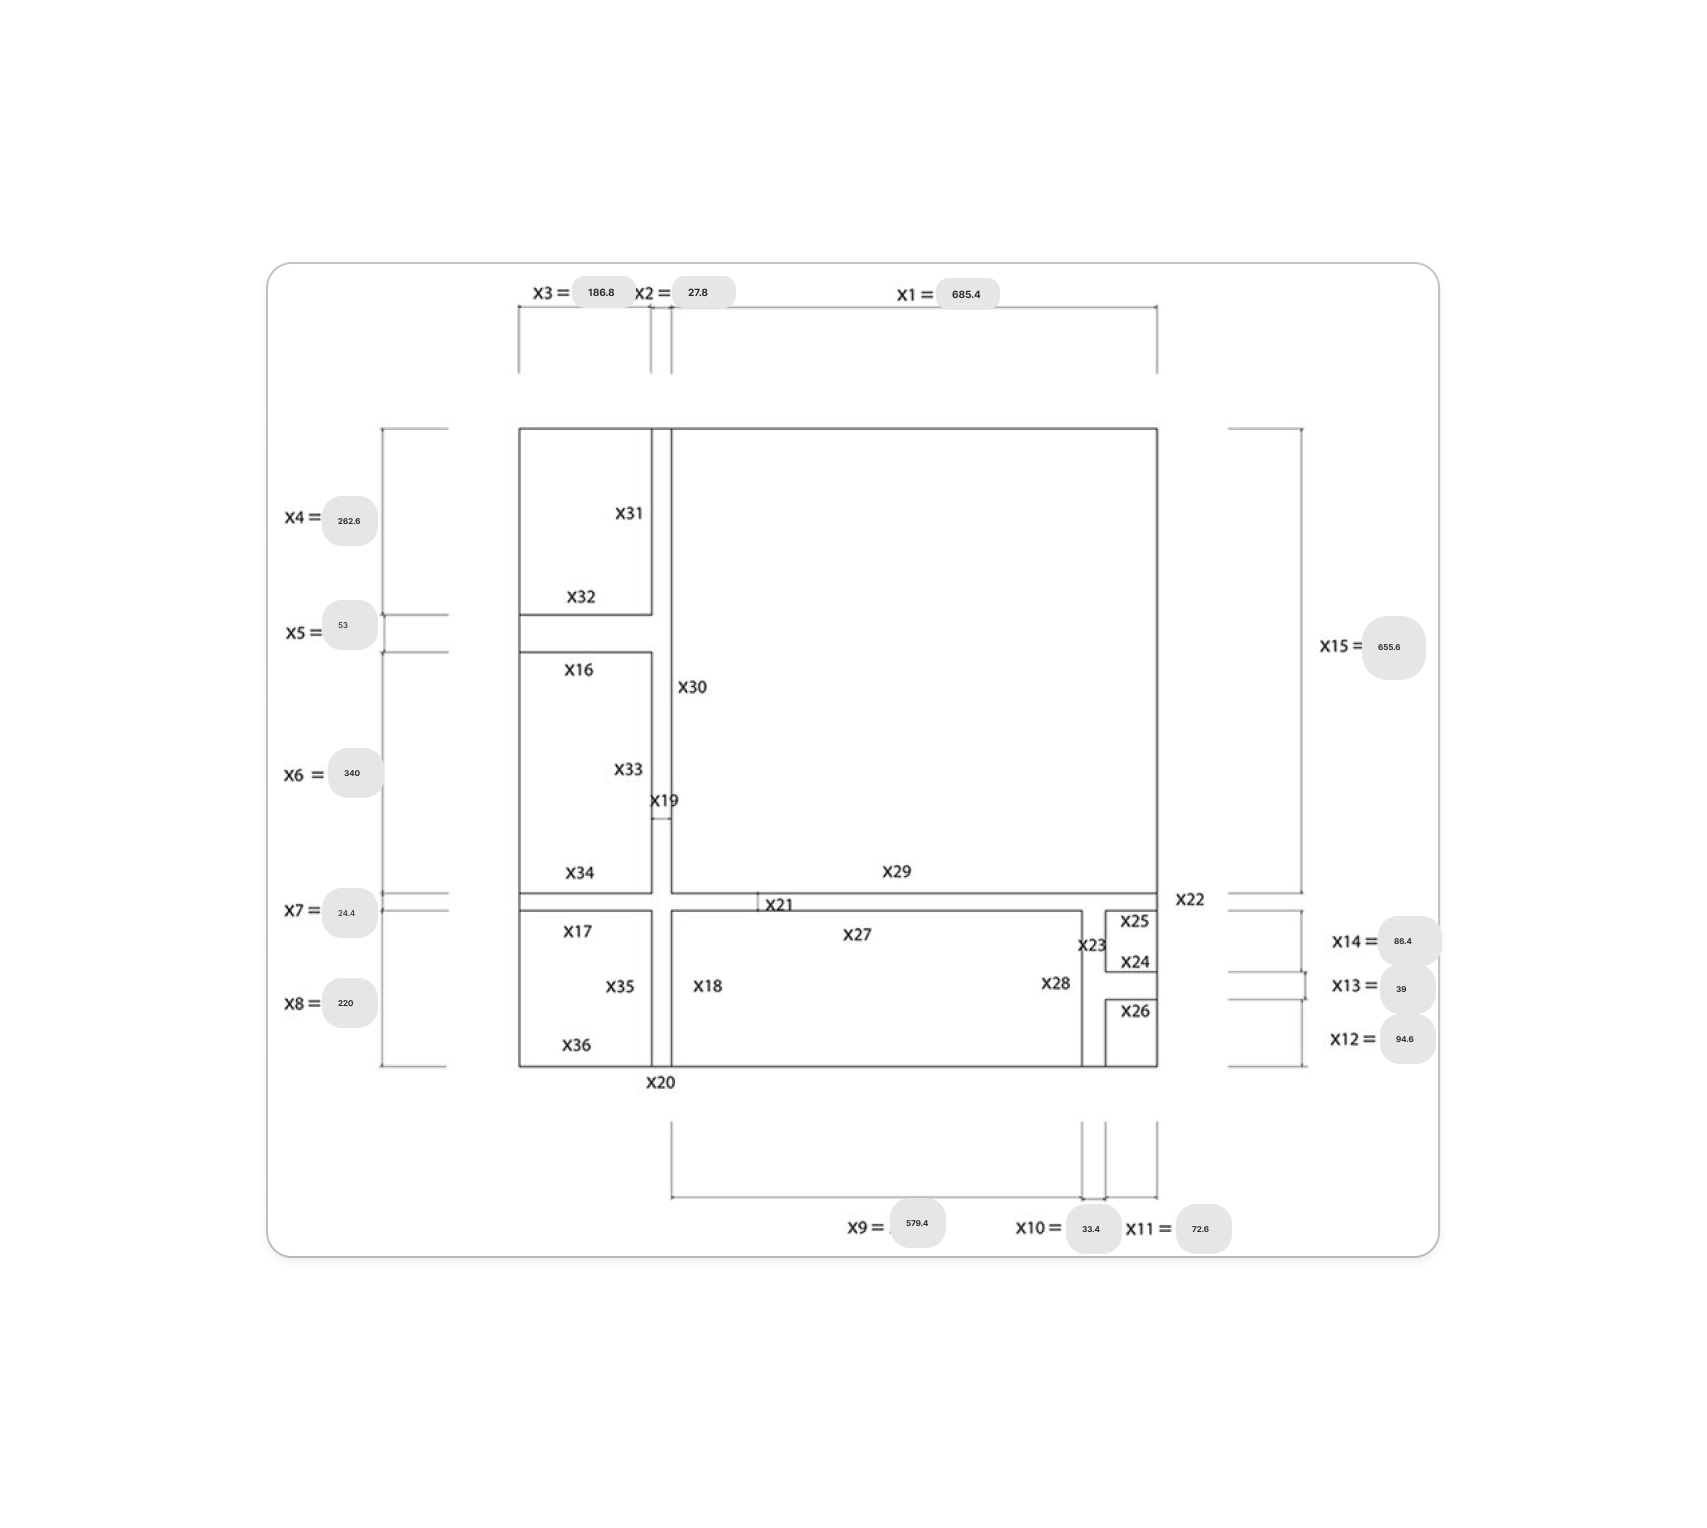 X3 = 186.8 X2 = 27.8 X1 = 685.4
X4 = 262.6
X31
X32
X5 = 53
X15 = 655.6
X16
X30
X33
X6 = 340
X19
X34
X29
X22
X7 = 24.4
X21
X25
X17
X27
X23
X14 = 86.4
X24
X35
X18
X28
X13 = 39
X8 = 220
X26
X36
X12 = 94.6
X20
X9 = 579.4 X10 = 33.4 X11 = 72.6